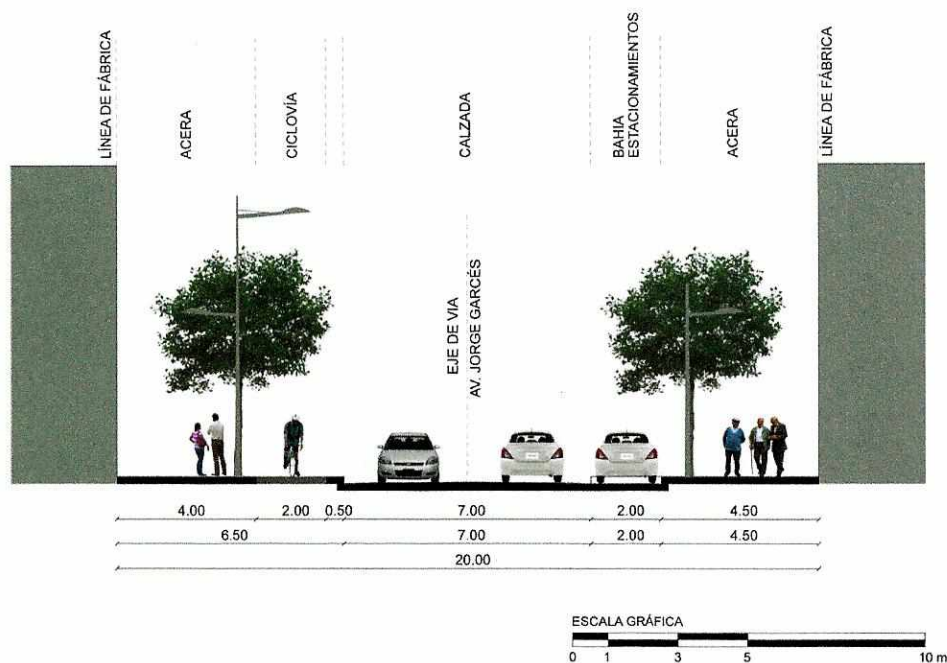 LÍNEA DE FÁBRICA
ACERA
CICLOVÍA
CALZADA
BAHIA
ESTACIONAMIENTOS
ACERA
LÍNEA DE FÁBRICA
EJE DE VIA
AV. JORGE GARCÉS
4.00 2.00 0.50 7.00 2.00 4.50
6.50 7.00 2.00 4.50
20.00
ESCALA GRÁFICA
0 1 3 5 10 m